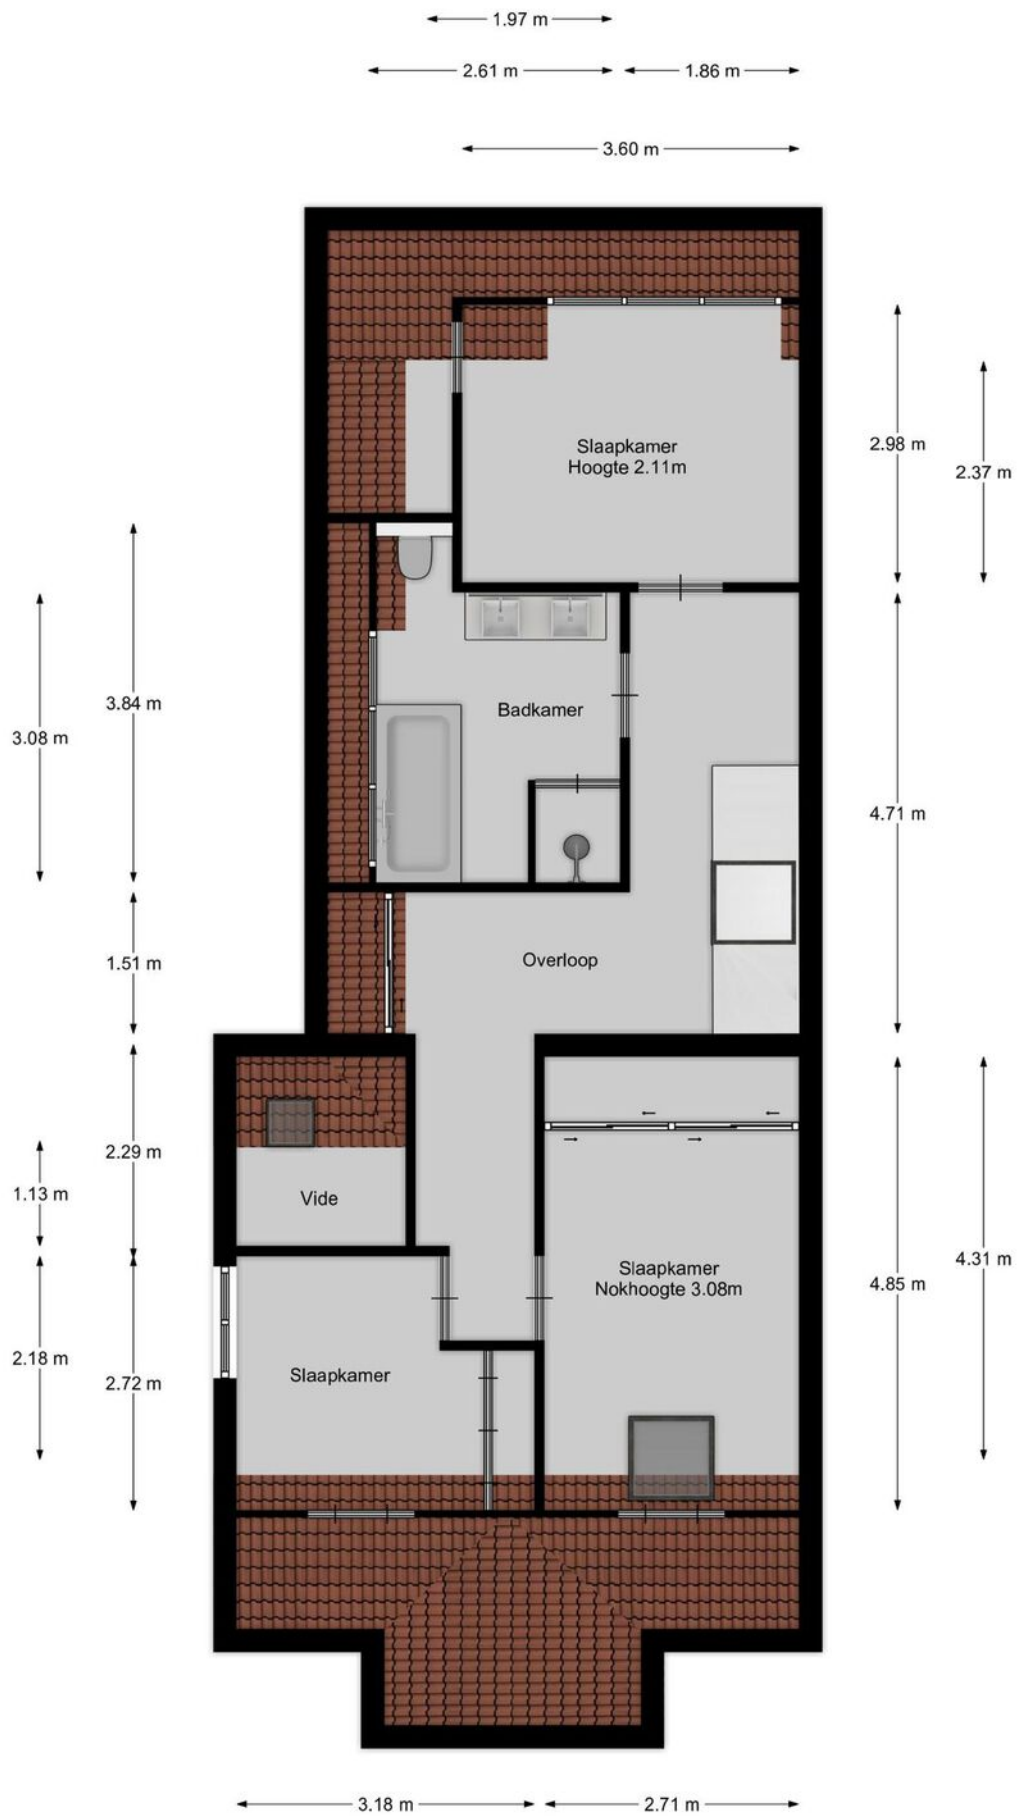 1.97 m
2.61 m
1.86 m
3.60 m
Slaapkamer
Hoogte 2.11m
2.98 m
2.37 m
3.84 m
3.08 m
Badkamer
4.71 m
1.51 m
Overloop
2.29 m
1.13 m
Vide
Slaapkamer
Nokhoogte 3.08m
4.85 m
4.31 m
2.18 m
2.72 m
Slaapkamer
3.18 m
2.71 m